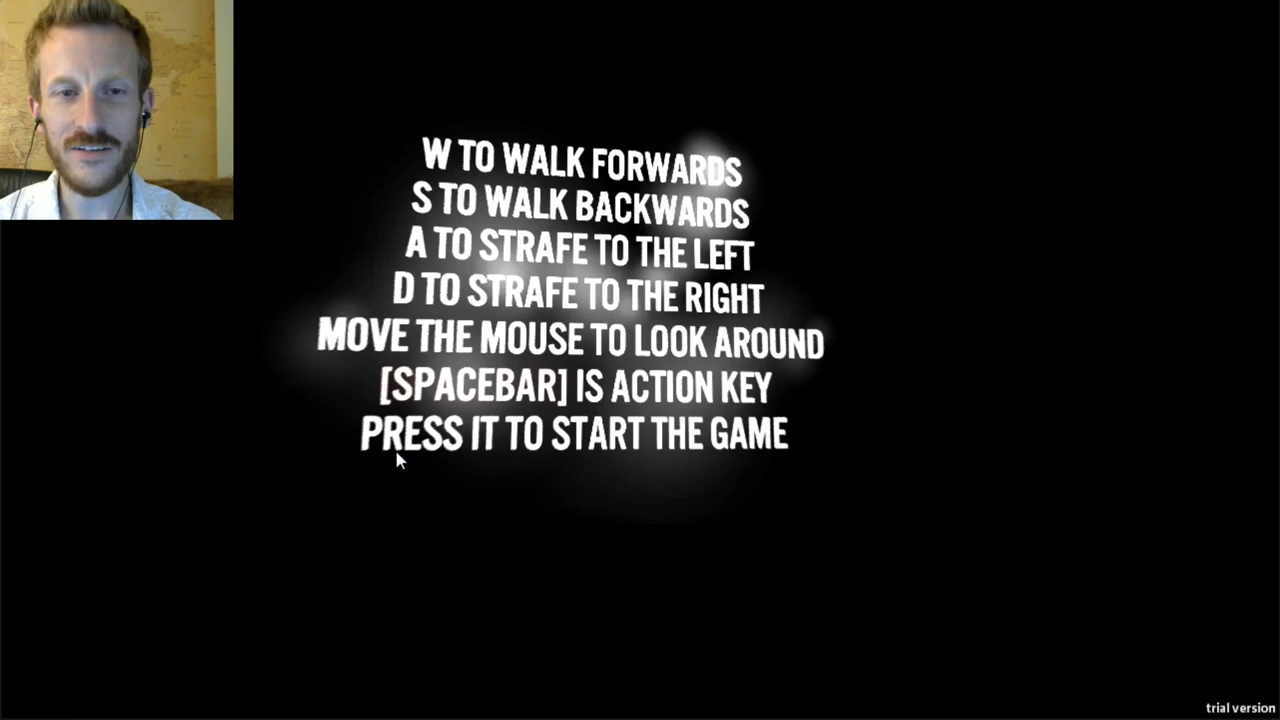 W TO WALK FORWARDS
S TO WALK BACKWARDS
A TO STRAFE TO THE LEFT
D TO STRAFE TO THE RIGHT
MOVE THE MOUSE TO LOOK AROUND
[SPACEBAR] IS ACTION KEY
PRESS IT TO START THE GAME
trial version